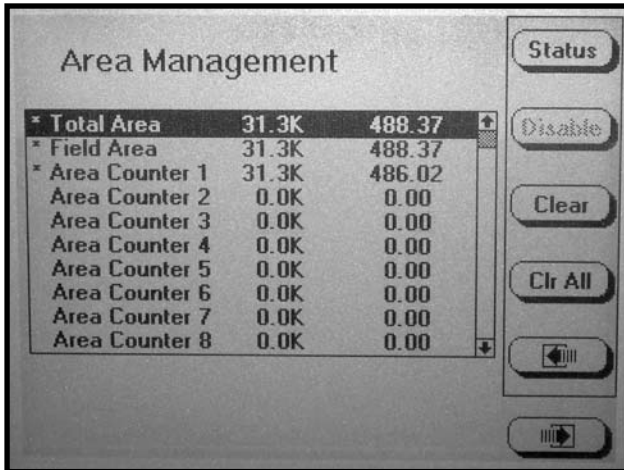 Area Management
* Total Area 31.3K 488.37
* Field Area 31.3K 488.37
* Area Counter 1 31.3K 486.02
Area Counter 2 0.0K 0.00
Area Counter 3 0.0K 0.00
Area Counter 4 0.0K 0.00
Area Counter 5 0.0K 0.00
Area Counter 6 0.0K 0.00
Area Counter 7 0.0K 0.00
Area Counter 8 0.0K 0.00
Status
Disable
Clear
Clr All